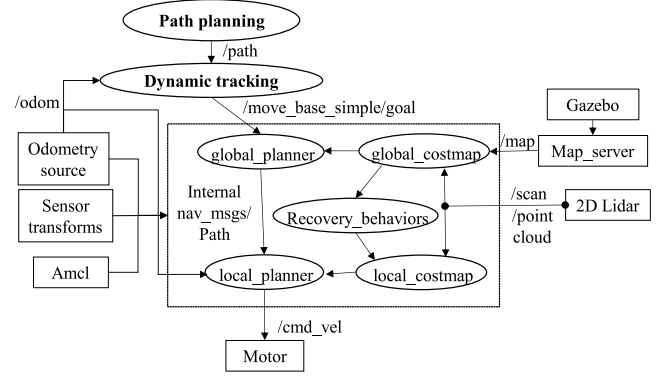 Path planning
/path
Dynamic tracking
/odom
/move_base_simple/goal
Gazebo
/map
Map_server
Odometry
source
global_planner
global_costmap
Sensor
transforms
Internal
nav_msgs/
Path
Recovery_behaviors
/scan
/point
cloud
2D Lidar
Amcl
local_planner
local_costmap
/cmd_vel
Motor